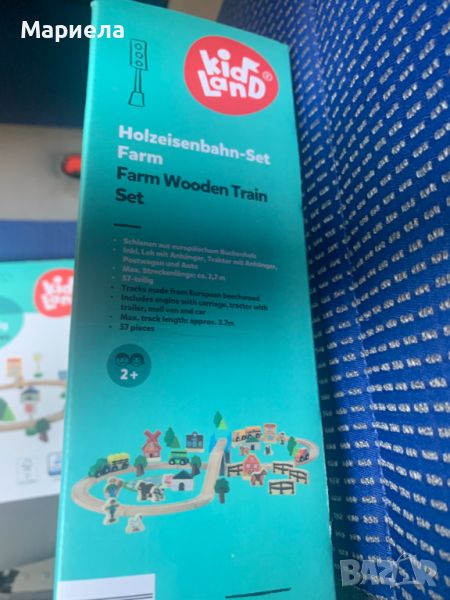 Мариела
kid
LanD
®
Holzeisenbahn-Set
Farm
Farm Wooden Train
Set
• Schienen aus europäischem Buchenholz
• Inkl. Lok mit Anhänger, Traktor mit Anhänger,
Postwagen und Auto
• Max. Streckenlänge: ca. 2,7 m
• 57-teilig
• Tracks made from European beechwood
• Includes engine with carriage, tractor with
trailer, mail van and car
• Max. track length: approx. 2.7m
• 57 pieces
2+
kid
Land
BAZAR